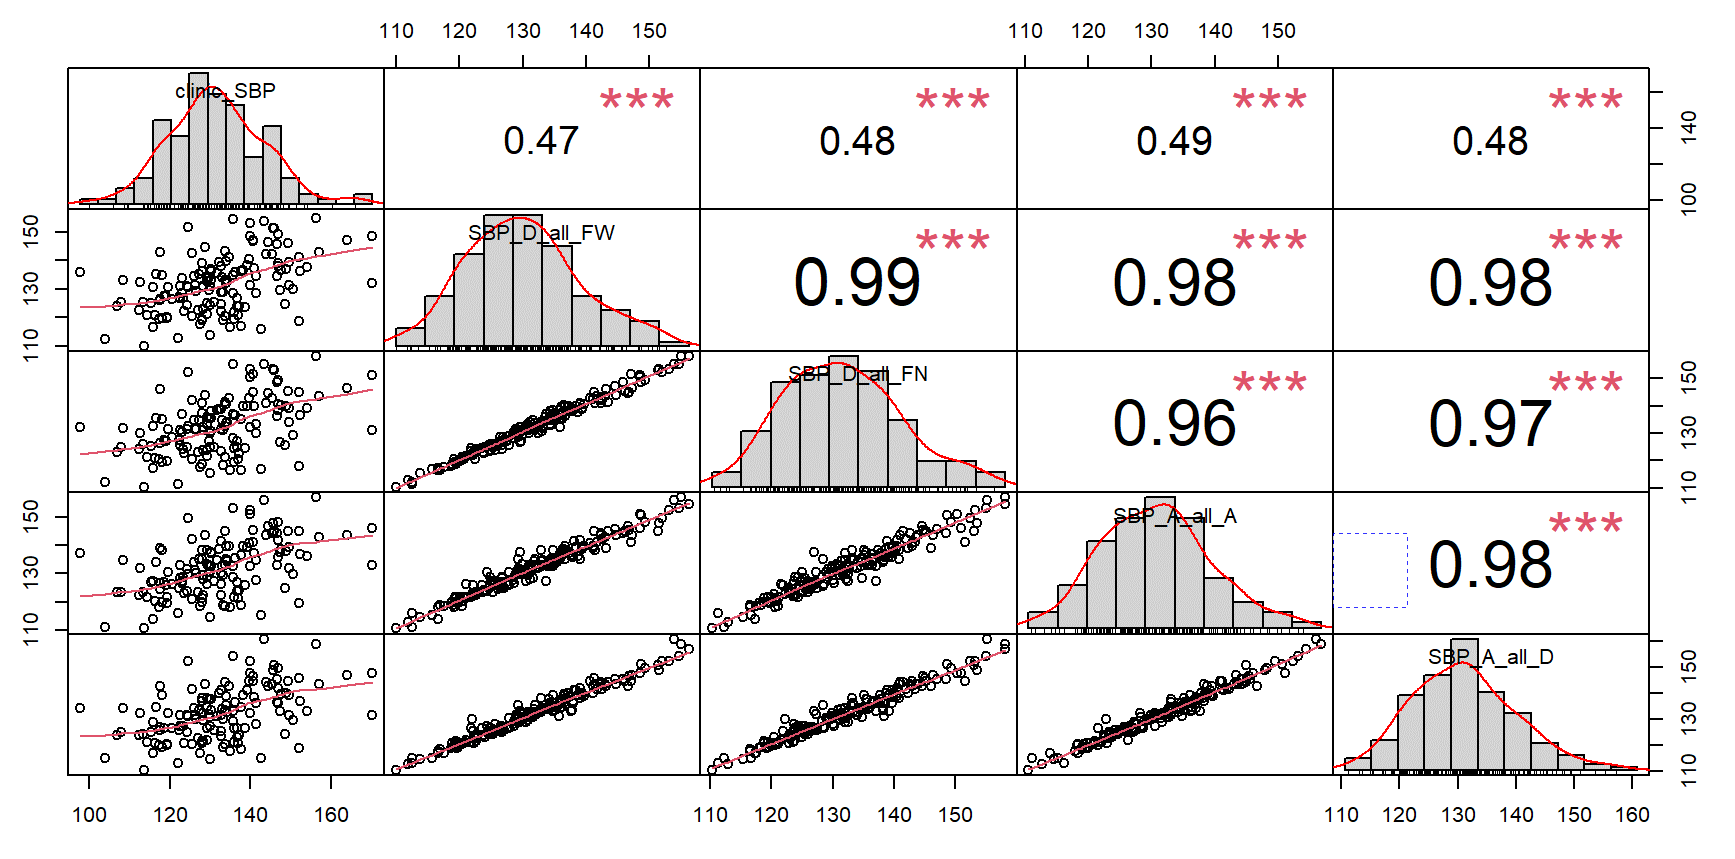 110 120 130 140 150 110 120 130 140 150
clinic_SBP *** 0.47 *** 0.48 *** 0.49 *** 0.48 100 140
110 130 150 SBP_D_all_FW *** 0.99 *** 0.98 *** 0.98
SBP_D_all_FN *** 0.96 *** 0.97 110 130 150
110 130 150 SBP_A_all_A *** 0.98
SBP_A_all_D 110 130 150
100 120 140 160 110 120 130 140 150 110 120 130 140 150 160